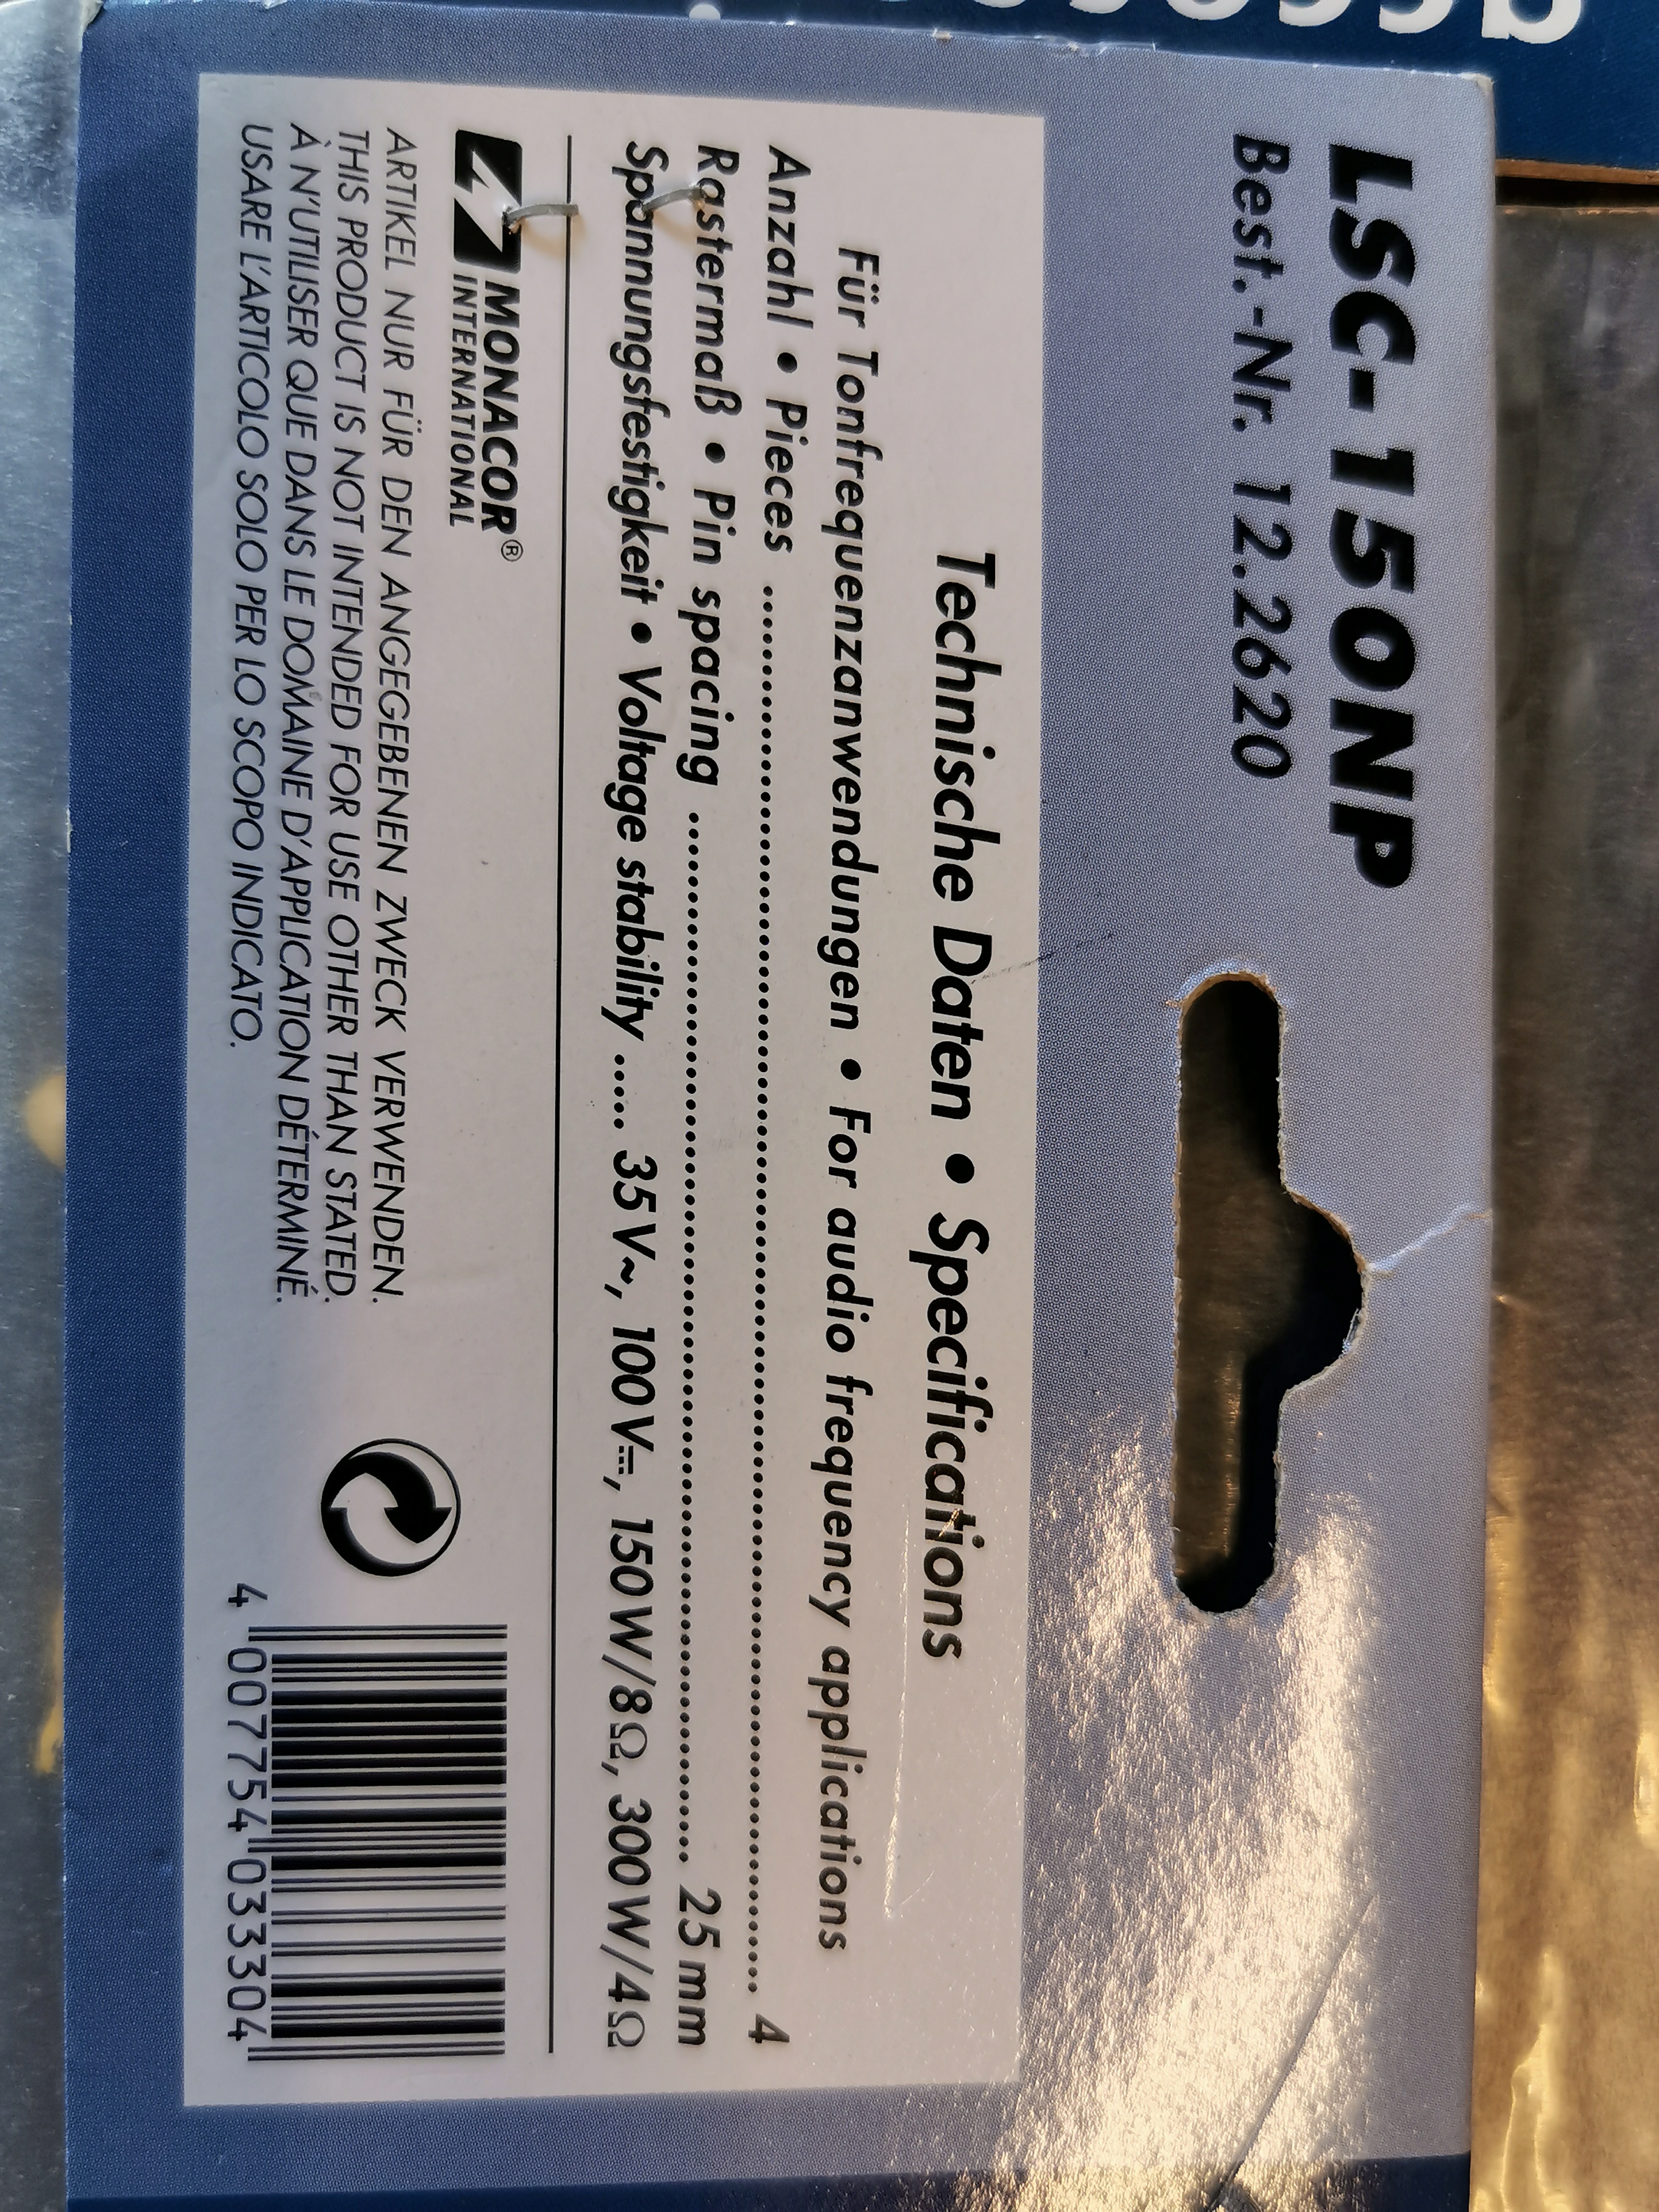 LSC-150NP
Best.-Nr. 12.2620
Technische Daten • Specifications
Für Tonfrequenzanwendungen • For audio frequency applications
Anzahl • Pieces ........................................................................ 4
Rastermaß • Pin spacing ........................................................ 25 mm
Spannungsfestigkeit • Voltage stability ..... 35 V~, 100 V⎓, 150 W/8 Ω, 300 W/4 Ω
MONACOR®
INTERNATIONAL
ARTIKEL NUR FÜR DEN ANGEGEBENEN ZWECK VERWENDEN.
THIS PRODUCT IS NOT INTENDED FOR USE OTHER THAN STATED.
À N'UTILISER QUE DANS LE DOMAINE D'APPLICATION DÉTERMINÉ.
USARE L'ARTICOLO SOLO PER LO SCOPO INDICATO.
4 007754 033304